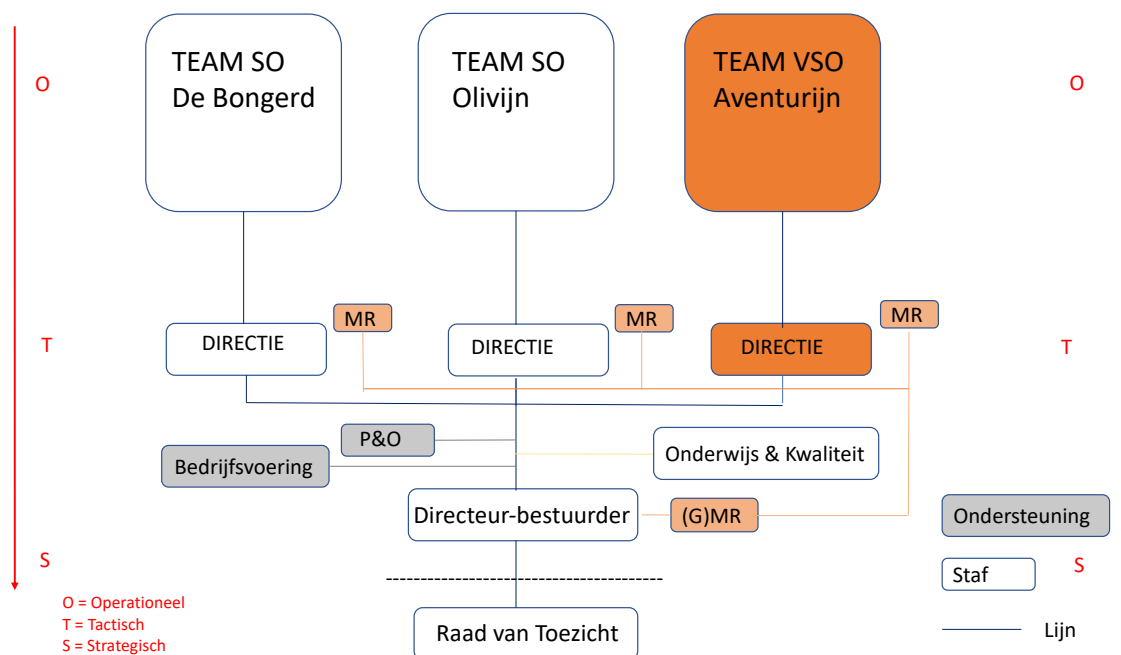 TEAM SO
De Bongerd
TEAM SO
Olivijn
TEAM VSO
Aventurijn
O
O
MR
MR
MR
DIRECTIE
DIRECTIE
DIRECTIE
T
T
P&O
Bedrijfsvoering
Onderwijs & Kwaliteit
Directeur-bestuurder
(G)MR
Ondersteuning
S
S
Staf
O = Operationeel
T = Tactisch
S = Strategisch
Raad van Toezicht
Lijn